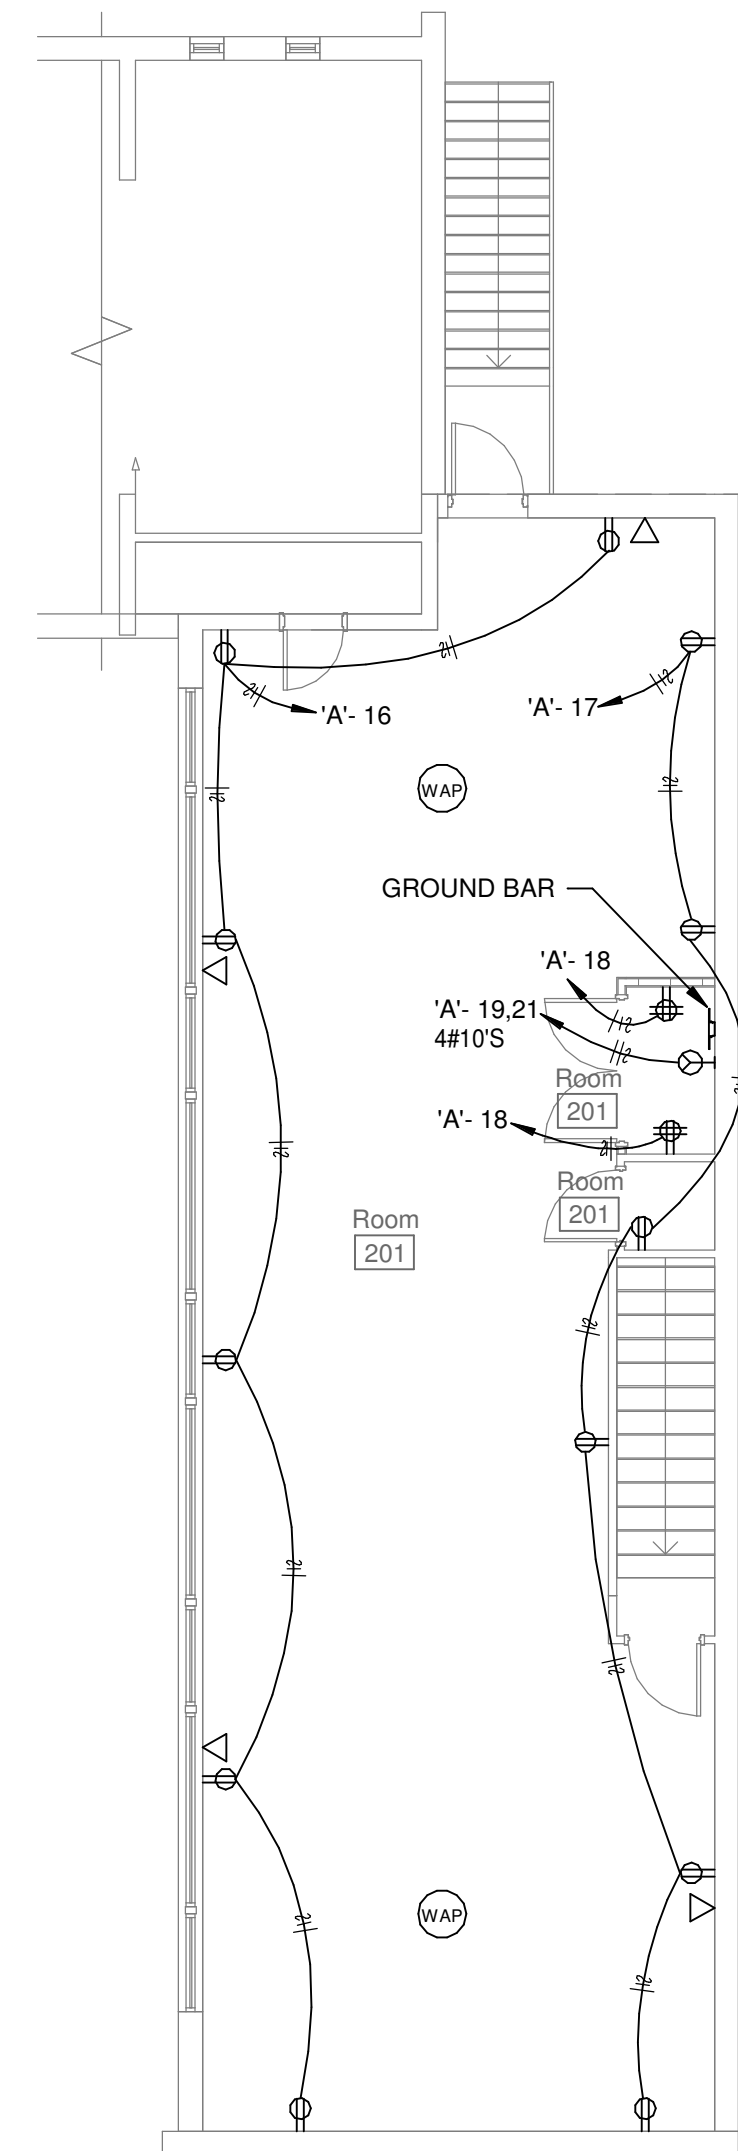 'A'- 16
'A'- 17
WAP
GROUND BAR
'A'- 18
'A'- 19,21
4#10'S
Room
201
'A'- 18
Room
201
Room
201
WAP